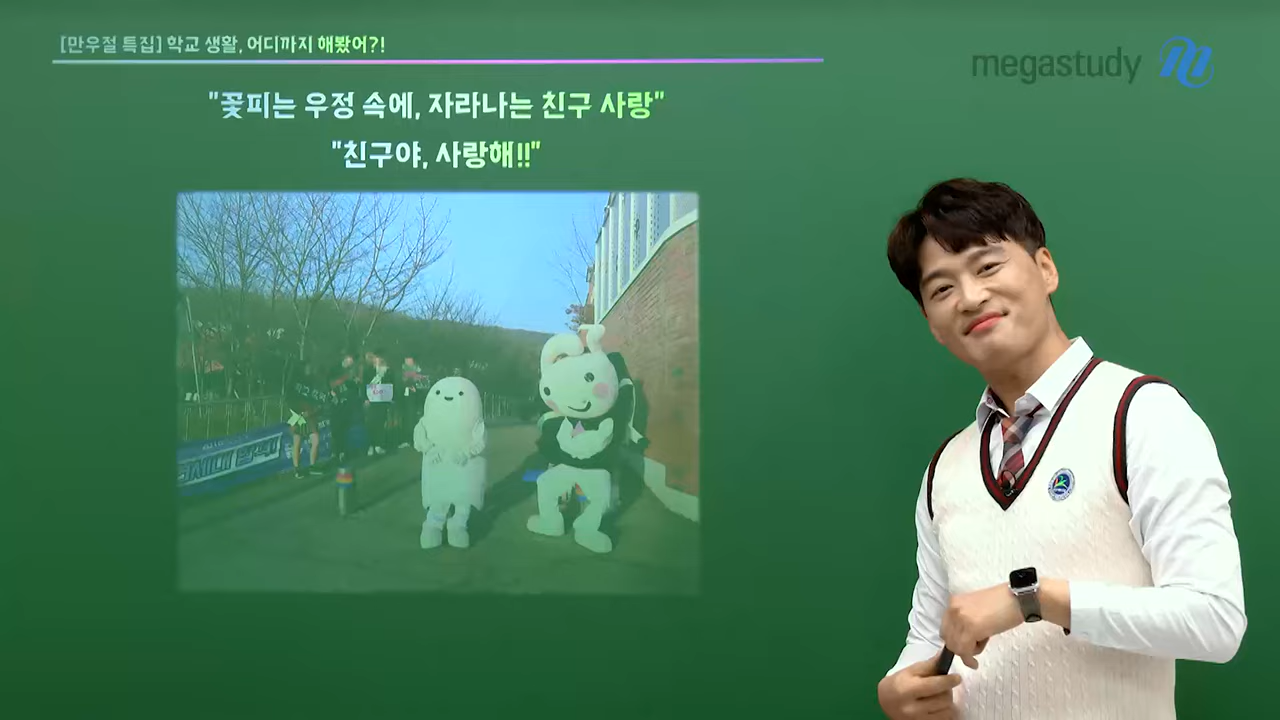 [만우절 특집] 학교 생활, 어디까지 해봤어?!
megastudy
"꽃피는 우정 속에, 자라나는 친구 사랑"
"친구야, 사랑해!!"